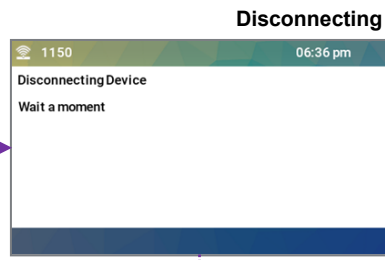 Disconnecting
1150 06:36 pm
Disconnecting Device
Wait a moment